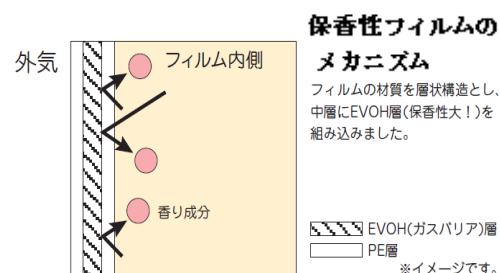 保香性フィルムの
メカニズム
フィルムの材質を層状構造とし、
中層にEVOH層(保香性大！)を
組み込みました。
外気
フィルム内側
香り成分
EVOH(ガスバリア)層
PE層
※イメージです。